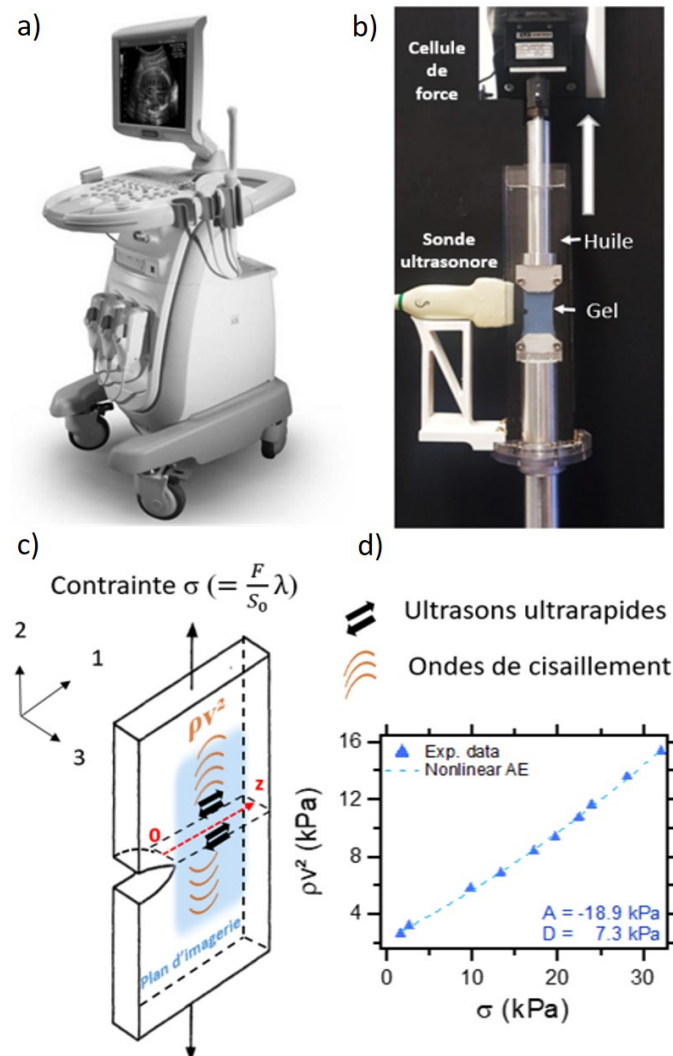 a)
b)
Cellule
de
force
Huile
Sonde
ultrasonore
Gel
c)
d)
Contrainte σ (= F/S₀ λ)
Ultrasons ultrarapides
Ondes de cisaillement
2
1
3
ρv²
z
0
Plan d'imagerie
16
12
8
4
ρv² (kPa)
Exp. data
Nonlinear AE
A = -18.9 kPa
D = 7.3 kPa
0
10
20
30
σ (kPa)